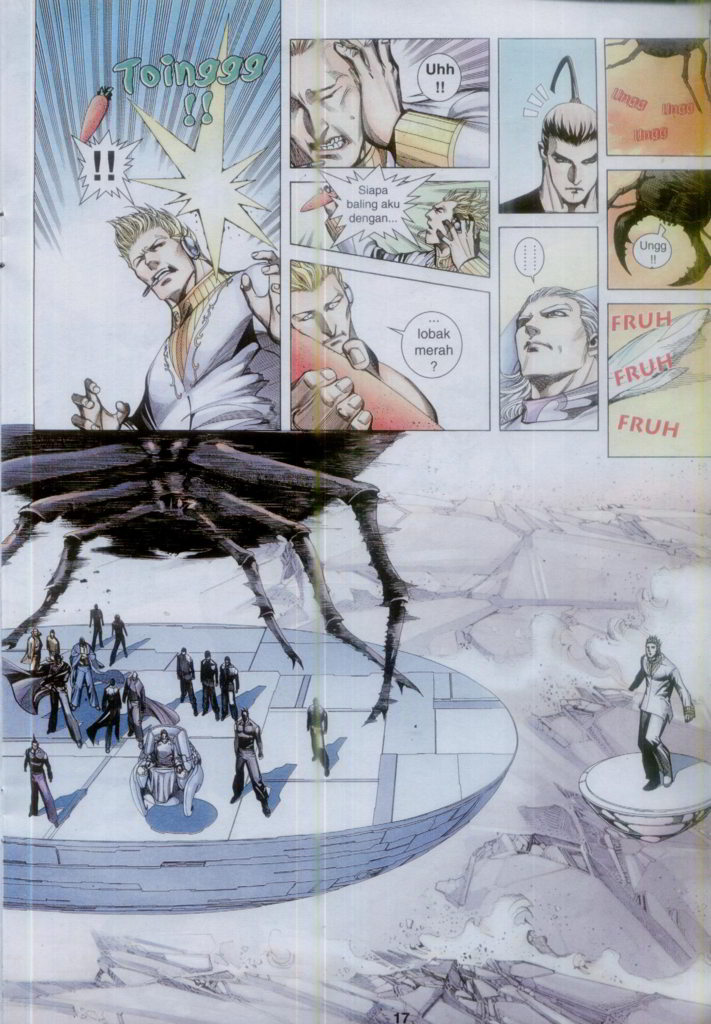 Toinggg
!!
!!
Uhh
!!
Siapa
baling aku
dengan...
...
lobak
merah
?
Ungg
Ungg
Ungg
Ungg
!!
FRUH
FRUH
FRUH
17